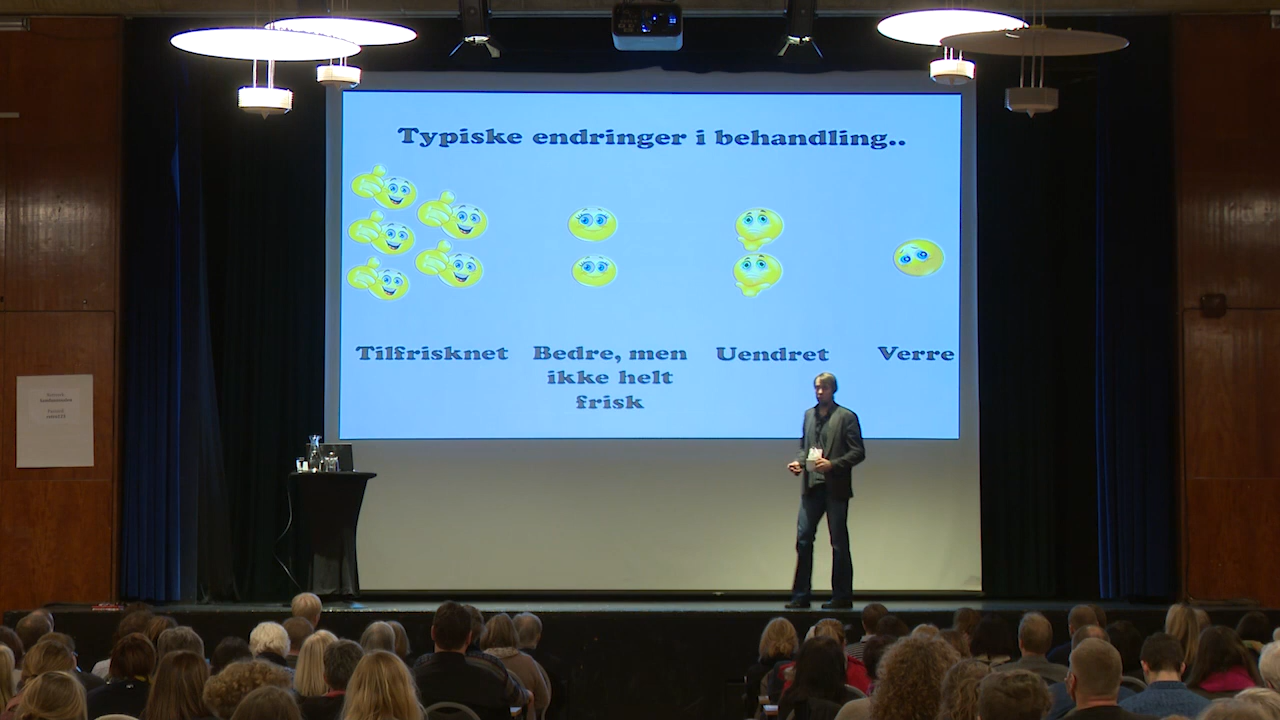 Typiske endringer i behandling..
Tilfrisknet
Bedre, men
ikke helt
frisk
Uendret
Verre